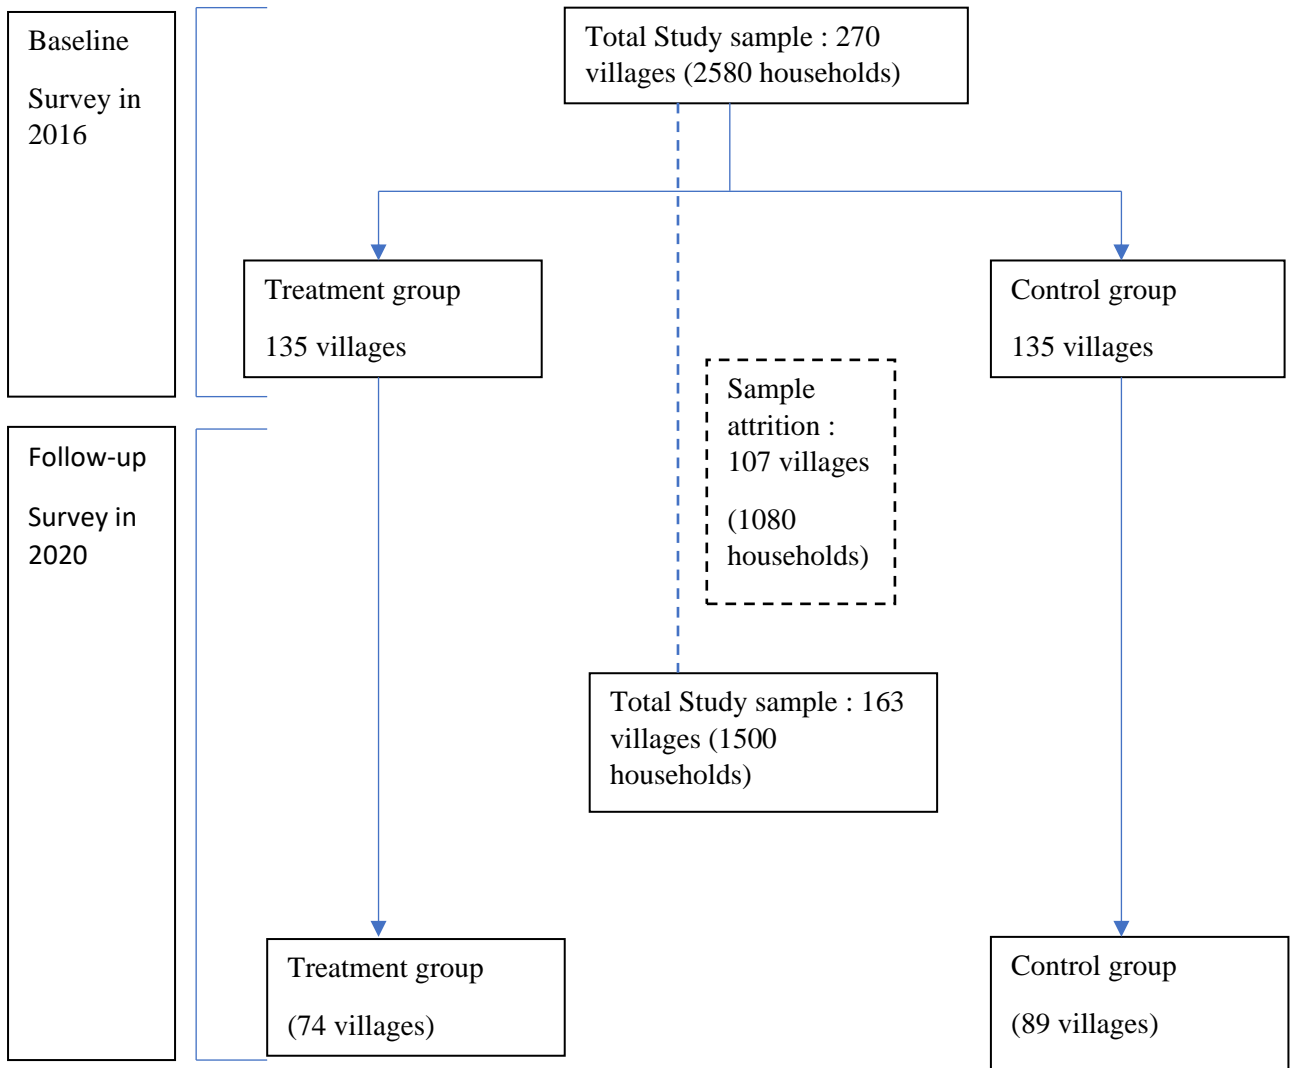 Baseline
Survey in
2016
Total Study sample : 270
villages (2580 households)
Treatment group
135 villages
Control group
135 villages
Sample
attrition :
107 villages
(1080
households)
Follow-up
Survey in
2020
Total Study sample : 163
villages (1500
households)
Treatment group
(74 villages)
Control group
(89 villages)